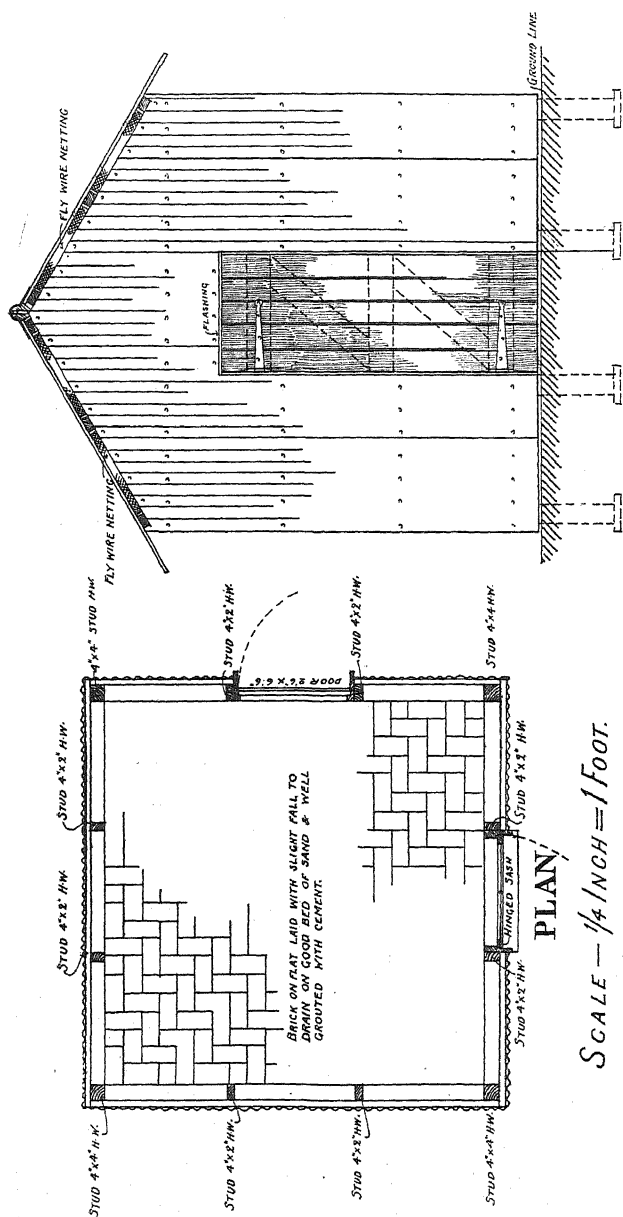 FLY WIRE NETTING
FLY WIRE NETTING
FLASHING
GROUND LINE
4"x4" STUD H.W.
STUD 4"x2" H.W.
STUD 4"x2" H.W.
STUD 4"x4" H.W.
STUD 4"x2" H.W.
STUD 4"x2" H.W.
DOOR 2'6" x 6'6"
BRICK ON FLAT LAID WITH SLIGHT FALL TO
DRAIN ON GOOD BED OF SAND & WELL
GROUTED WITH CEMENT.
STUD 4"x2" H.W.
HINGED SASH
STUD 4"x2" H.W.
STUD 4"x4" H.W.
STUD 4"x2" H.W.
STUD 4"x2" H.W.
STUD 4"x4" H.W.
PLAN
SCALE — 1/4 INCH = 1 FOOT.